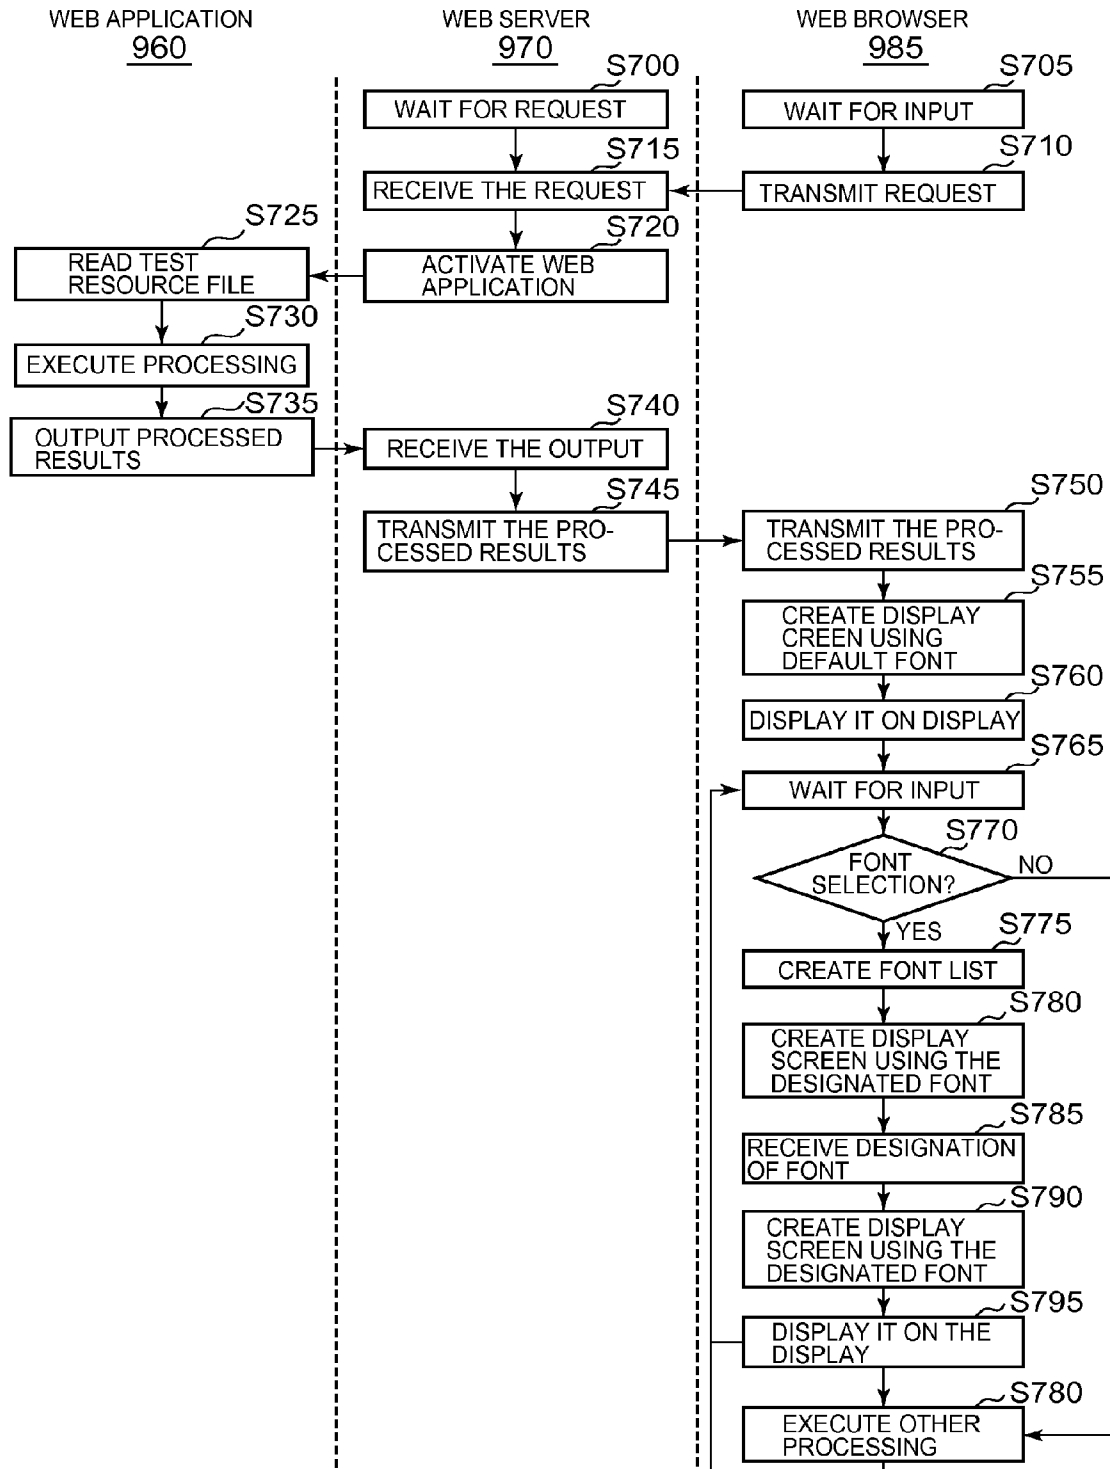 WEB APPLICATION
960
WEB SERVER
970
WEB BROWSER
985
S700
WAIT FOR REQUEST
S705
WAIT FOR INPUT
S715
RECEIVE THE REQUEST
S710
TRANSMIT REQUEST
S725
READ TEST
RESOURCE FILE
S720
ACTIVATE WEB
APPLICATION
S730
EXECUTE PROCESSING
S735
OUTPUT PROCESSED
RESULTS
S740
RECEIVE THE OUTPUT
S745
TRANSMIT THE PRO-
CESSED RESULTS
S750
TRANSMIT THE PRO-
CESSED RESULTS
S755
CREATE DISPLAY
CREEN USING
DEFAULT FONT
S760
DISPLAY IT ON DISPLAY
S765
WAIT FOR INPUT
S770
FONT
SELECTION?
NO
YES
S775
CREATE FONT LIST
S780
CREATE DISPLAY
SCREEN USING THE
DESIGNATED FONT
S785
RECEIVE DESIGNATION
OF FONT
S790
CREATE DISPLAY
SCREEN USING THE
DESIGNATED FONT
S795
DISPLAY IT ON THE
DISPLAY
S780
EXECUTE OTHER
PROCESSING